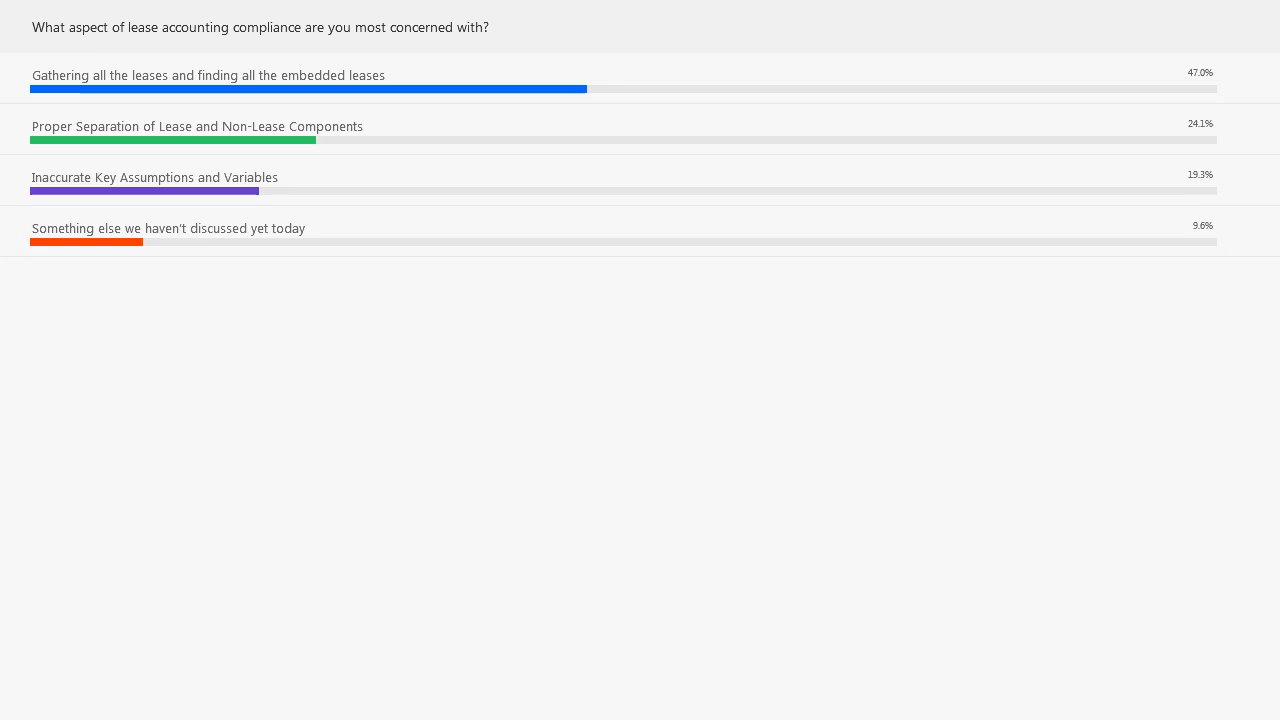 What aspect of lease accounting compliance are you most concerned with?
Gathering all the leases and finding all the embedded leases
47.0%
Proper Separation of Lease and Non-Lease Components
24.1%
Inaccurate Key Assumptions and Variables
19.3%
Something else we haven't discussed yet today
9.6%